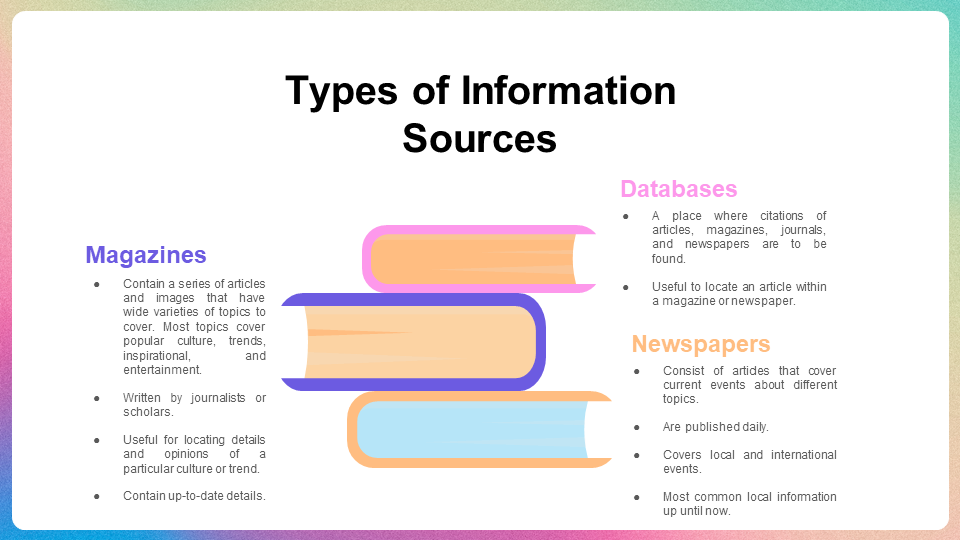 Types of Information
Sources
Magazines
● Contain a series of articles
and images that have
wide varieties of topics to
cover. Most topics cover
popular culture, trends,
inspirational, and
entertainment.
● Written by journalists or
scholars.
● Useful for locating details
and opinions of a
particular culture or trend.
● Contain up-to-date details.
Databases
● A place where citations of
articles, magazines, journals,
and newspapers are to be
found.
● Useful to locate an article within
a magazine or newspaper.
Newspapers
● Consist of articles that cover
current events about different
topics.
● Are published daily.
● Covers local and international
events.
● Most common local information
up until now.